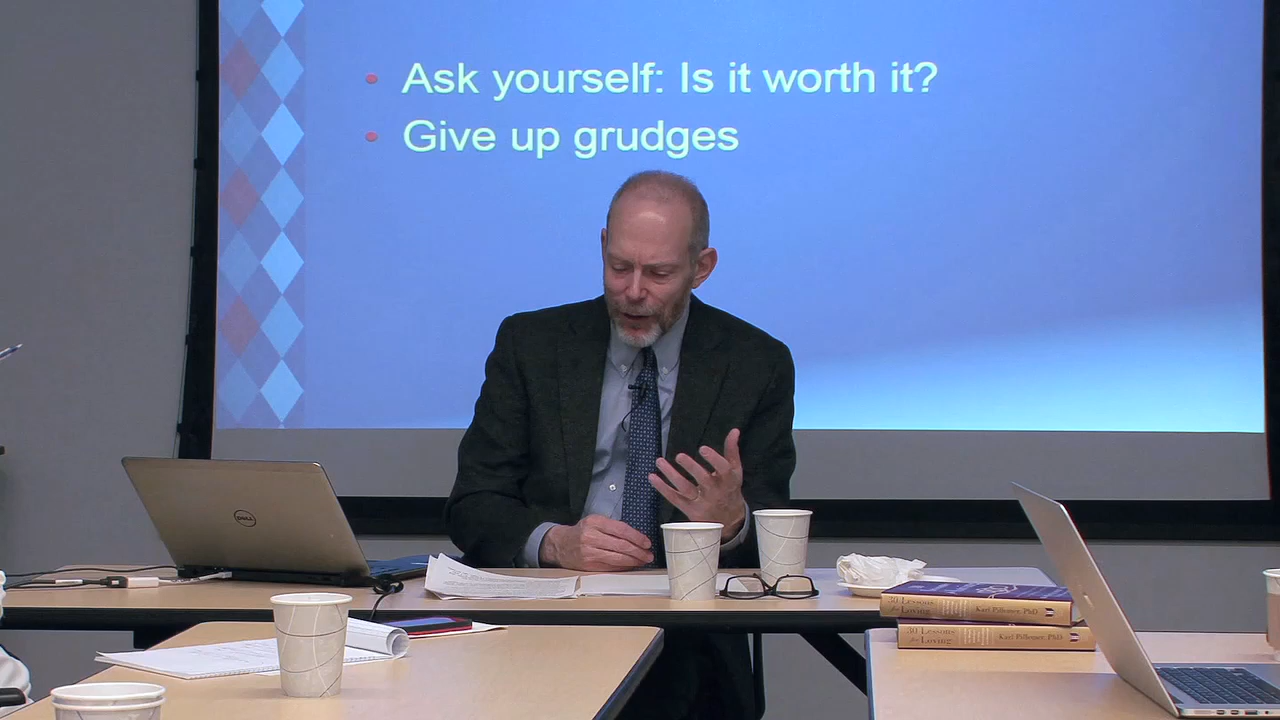 Ask yourself: Is it worth it?
Give up grudges
DELL
30 Lessons
for Loving
Karl Pillemer, PhD
30 Lessons
for Loving
Karl Pillemer, PhD